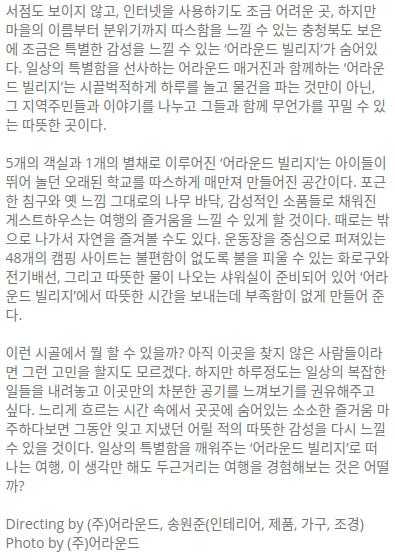 서점도 보이지 않고, 인터넷을 사용하기도 조금 어려운 곳, 하지만
마을의 이름부터 분위기까지 따스함을 느낄 수 있는 충청북도 보은
에 조금은 특별한 감성을 느낄 수 있는 ‘어라운드 빌리지’가 숨어있
다. 일상의 특별함을 선사하는 어라운드 매거진과 함께하는 ‘어라운
드 빌리지’는 시끌벅적하게 하루를 놀고 물건을 파는 것만이 아닌,
그 지역주민들과 이야기를 나누고 그들과 함께 무언가를 꾸밀 수 있
는 따뜻한 곳이다.

5개의 객실과 1개의 별채로 이루어진 ‘어라운드 빌리지’는 아이들이
뛰어 놀던 오래된 학교를 따스하게 매만져 만들어진 공간이다. 포근
한 침구와 옛 느낌 그대로의 나무 바닥, 감성적인 소품들로 채워진
게스트하우스는 여행의 즐거움을 느낄 수 있게 할 것이다. 때로는 밖
으로 나가서 자연을 즐겨볼 수도 있다. 운동장을 중심으로 퍼져있는
48개의 캠핑 사이트는 불편함이 없도록 불을 피울 수 있는 화로구와
전기배선, 그리고 따뜻한 물이 나오는 샤워실이 준비되어 있어 ‘어라
운드 빌리지’에서 따뜻한 시간을 보내는데 부족함이 없게 만들어 준
다.

이런 시골에서 뭘 할 수 있을까? 아직 이곳을 찾지 않은 사람들이라
면 그런 고민을 할지도 모르겠다. 하지만 하루정도는 일상의 복잡한
일들을 내려놓고 이곳만의 차분한 공기를 느껴보기를 권유해주고
싶다. 느리게 흐르는 시간 속에서 곳곳에 숨어있는 소소한 즐거움 마
주하다보면 그동안 잊고 지냈던 어릴 적의 따뜻한 감성을 다시 느낄
수 있을 것이다. 일상의 특별함을 깨워주는 ‘어라운드 빌리지’로 떠
나는 여행, 이 생각만 해도 두근거리는 여행을 경험해보는 것은 어떨
까?

Directing by (주)어라운드, 송원준(인테리어, 제품, 가구, 조경)
Photo by (주)어라운드